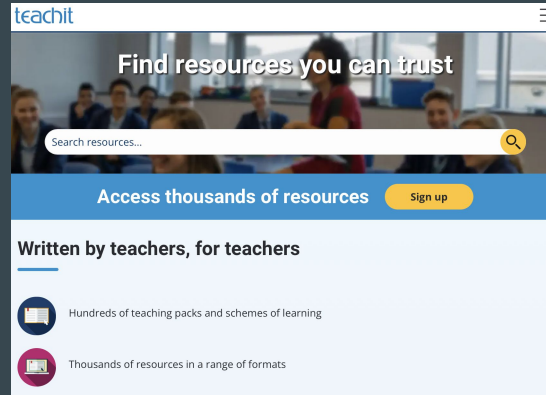 teachit
Find resources you can trust
Search resources...
Access thousands of resources
Sign up
Written by teachers, for teachers
Hundreds of teaching packs and schemes of learning
Thousands of resources in a range of formats